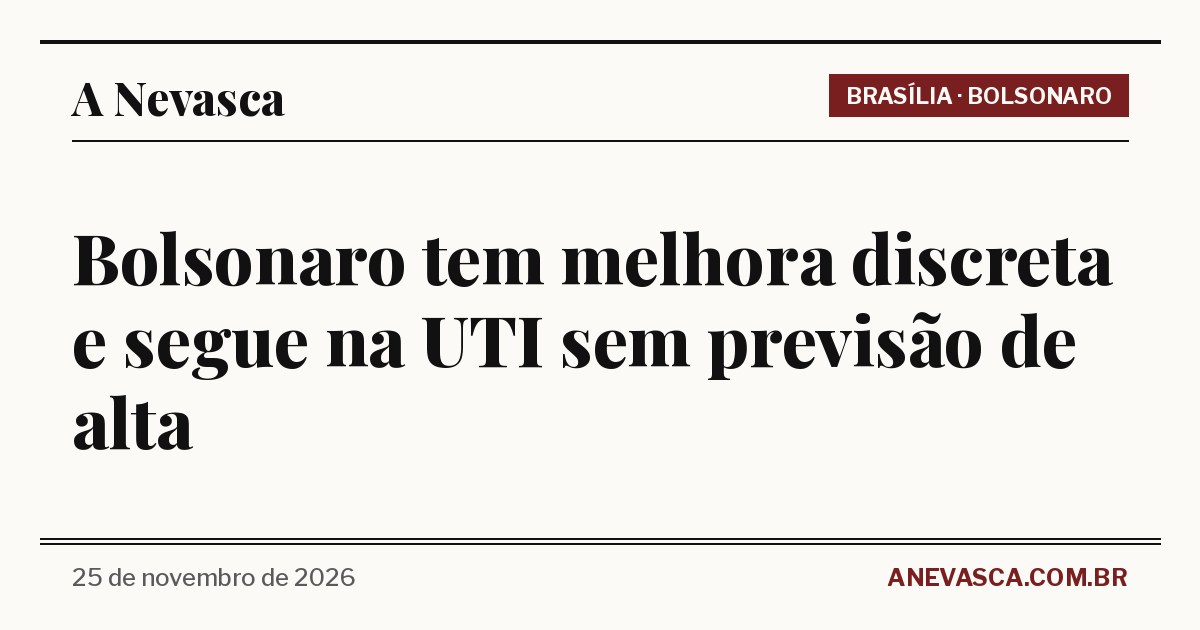 A Nevasca
BRASÍLIA · BOLSONARO
Bolsonaro tem melhora discreta
e segue na UTI sem previsão de
alta
25 de novembro de 2026
ANEVASCA.COM.BR